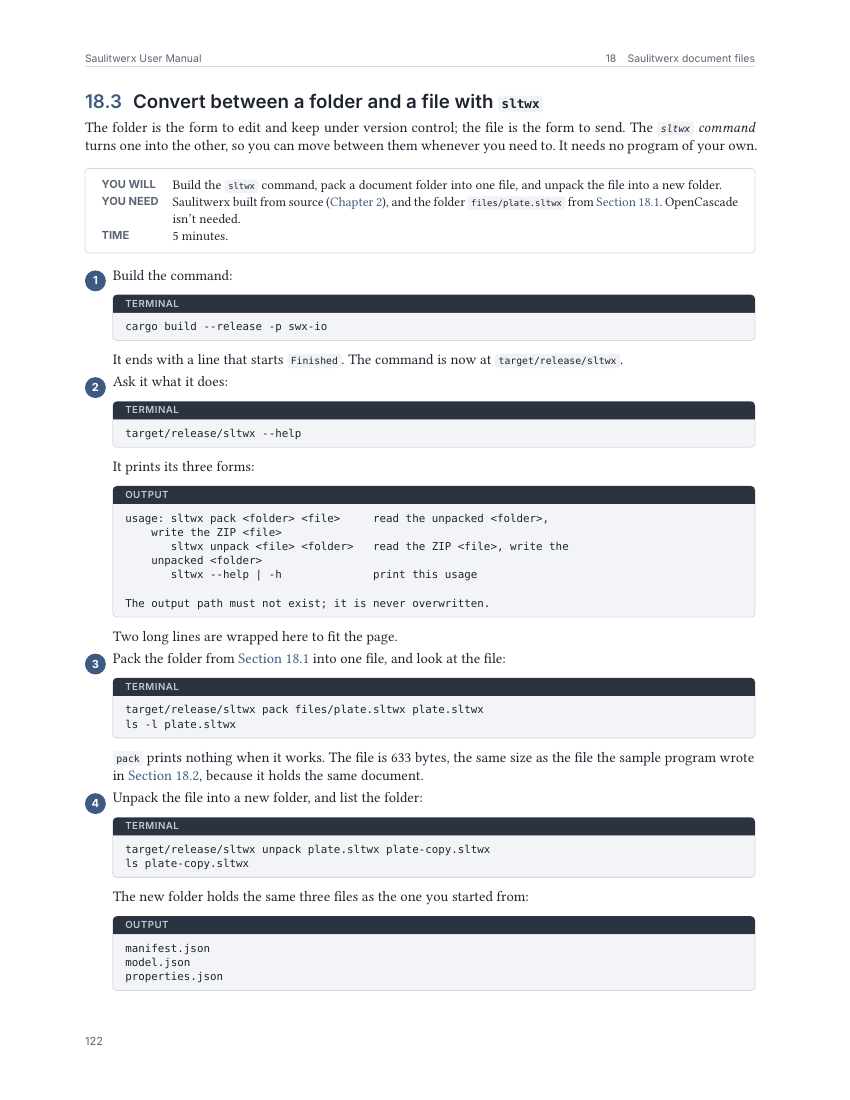 Saulitwerx User Manual
18 Saulitwerx document files
18.3 Convert between a folder and a file with sltwx
The folder is the form to edit and keep under version control; the file is the form to send. The sltwx command
turns one into the other, so you can move between them whenever you need to. It needs no program of your own.
YOU WILL Build the sltwx command, pack a document folder into one file, and unpack the file into a new folder.
YOU NEED Saulitwerx built from source (Chapter 2), and the folder files/plate.sltwx from Section 18.1. OpenCascade
isn’t needed.
TIME 5 minutes.
1 Build the command:
TERMINAL
cargo build --release -p swx-io
It ends with a line that starts Finished. The command is now at target/release/sltwx.
2 Ask it what it does:
TERMINAL
target/release/sltwx --help
It prints its three forms:
OUTPUT
usage: sltwx pack <folder> <file>     read the unpacked <folder>,
    write the ZIP <file>
       sltwx unpack <file> <folder>   read the ZIP <file>, write the
    unpacked <folder>
       sltwx --help | -h              print this usage
The output path must not exist; it is never overwritten.
Two long lines are wrapped here to fit the page.
3 Pack the folder from Section 18.1 into one file, and look at the file:
TERMINAL
target/release/sltwx pack files/plate.sltwx plate.sltwx
ls -l plate.sltwx
pack prints nothing when it works. The file is 633 bytes, the same size as the file the sample program wrote
in Section 18.2, because it holds the same document.
4 Unpack the file into a new folder, and list the folder:
TERMINAL
target/release/sltwx unpack plate.sltwx plate-copy.sltwx
ls plate-copy.sltwx
The new folder holds the same three files as the one you started from:
OUTPUT
manifest.json
model.json
properties.json
122